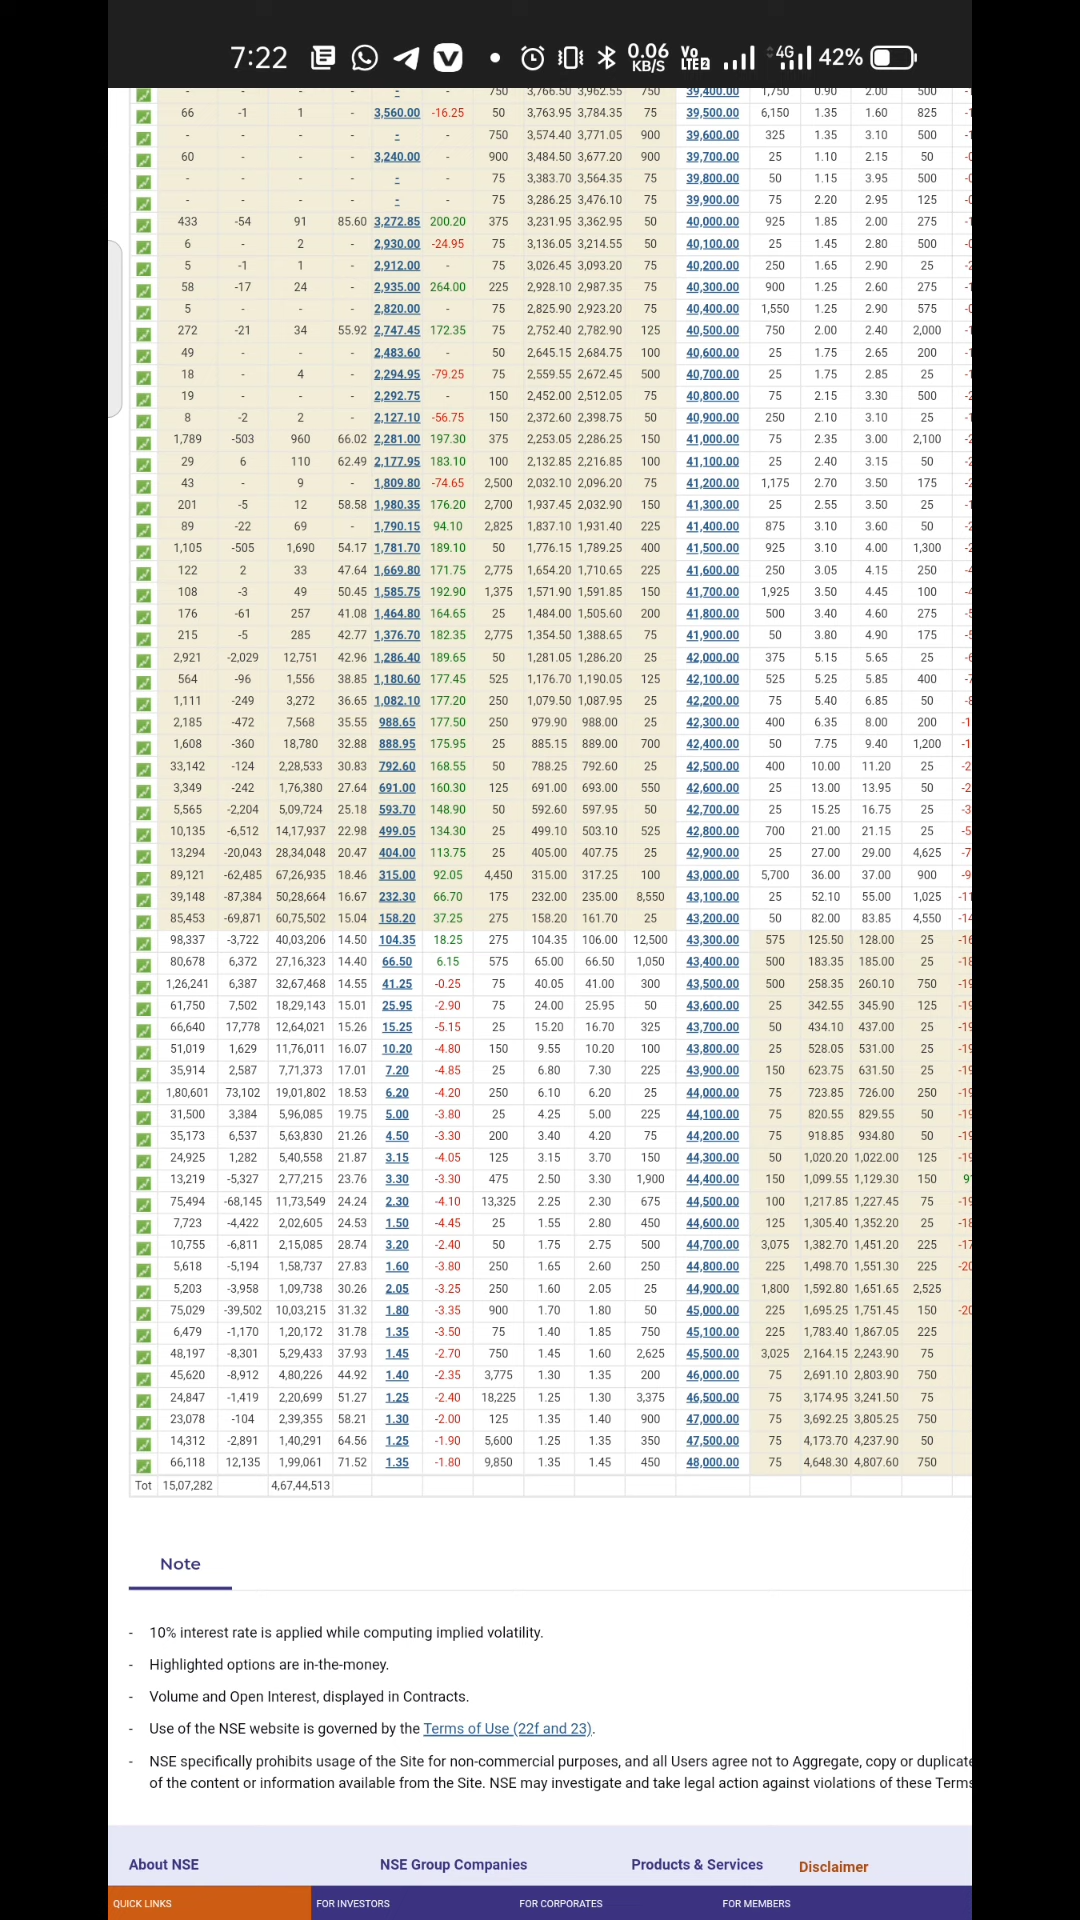 7:22 0.06 KB/S Vo LTE2 4G 42%
- - - - - - 750 3,766.50 3,962.55 750 39,400.00 1,750 0.90 2.00 500
66 -1 1 - 3,560.00 -16.25 50 3,763.95 3,784.35 75 39,500.00 6,150 1.35 1.60 825
- - - - - - 750 3,574.40 3,771.05 900 39,600.00 325 1.35 3.10 500
60 - - - 3,240.00 - 900 3,484.50 3,677.20 900 39,700.00 25 1.10 2.15 50
- - - - - - 75 3,383.70 3,564.35 75 39,800.00 50 1.15 3.95 500
- - - - - - 75 3,286.25 3,476.10 75 39,900.00 75 2.20 2.95 125
433 -54 91 85.60 3,272.85 200.20 375 3,231.95 3,362.95 50 40,000.00 925 1.85 2.00 275
6 - 2 - 2,930.00 -24.95 75 3,136.05 3,214.55 50 40,100.00 25 1.45 2.80 500
5 -1 1 - 2,912.00 - 75 3,026.45 3,093.20 75 40,200.00 250 1.65 2.90 25
58 -17 24 - 2,935.00 264.00 225 2,928.10 2,987.35 75 40,300.00 900 1.25 2.60 275
5 - - - 2,820.00 - 75 2,825.90 2,923.20 75 40,400.00 1,550 1.25 2.90 575
272 -21 34 55.92 2,747.45 172.35 75 2,752.40 2,782.90 125 40,500.00 750 2.00 2.40 2,000
49 - - - 2,483.60 - 50 2,645.15 2,684.75 100 40,600.00 25 1.75 2.65 200
18 - 4 - 2,294.95 -79.25 75 2,559.55 2,672.45 500 40,700.00 25 1.75 2.85 25
19 - - - 2,292.75 - 150 2,452.00 2,512.05 75 40,800.00 75 2.15 3.30 500
8 -2 2 - 2,127.10 -56.75 150 2,372.60 2,398.75 50 40,900.00 250 2.10 3.10 25
1,789 -503 960 66.02 2,281.00 197.30 375 2,253.05 2,286.25 150 41,000.00 75 2.35 3.00 2,100
29 6 110 62.49 2,177.95 183.10 100 2,132.85 2,216.85 100 41,100.00 25 2.40 3.15 50
43 - 9 - 1,809.80 -74.65 2,500 2,032.10 2,096.20 75 41,200.00 1,175 2.70 3.50 175
201 -5 12 58.58 1,980.35 176.20 2,700 1,937.45 2,032.90 150 41,300.00 25 2.55 3.50 25
89 -22 69 - 1,790.15 94.10 2,825 1,837.10 1,931.40 225 41,400.00 875 3.10 3.60 50
1,105 -505 1,690 54.17 1,781.70 189.10 50 1,776.15 1,789.25 400 41,500.00 925 3.10 4.00 1,300
122 2 33 47.64 1,669.80 171.75 2,775 1,654.20 1,710.65 225 41,600.00 250 3.05 4.15 250
108 -3 49 50.45 1,585.75 192.90 1,375 1,571.90 1,591.85 150 41,700.00 1,925 3.50 4.45 100
176 -61 257 41.08 1,464.80 164.65 25 1,484.00 1,505.60 200 41,800.00 500 3.40 4.60 275
215 -5 285 42.77 1,376.70 182.35 2,775 1,354.50 1,388.65 75 41,900.00 50 3.80 4.90 175
2,921 -2,029 12,751 42.96 1,286.40 189.65 50 1,281.05 1,286.20 25 42,000.00 375 5.15 5.65 25
564 -96 1,556 38.85 1,180.60 177.45 525 1,176.70 1,190.05 125 42,100.00 525 5.25 5.85 400
1,111 -249 3,272 36.65 1,082.10 177.20 250 1,079.50 1,087.95 25 42,200.00 75 5.40 6.85 50
2,185 -472 7,568 35.55 988.65 177.50 250 979.90 988.00 25 42,300.00 400 6.35 8.00 200
1,608 -360 18,780 32.88 888.95 175.95 25 885.15 889.00 700 42,400.00 50 7.75 9.40 1,200
33,142 -124 2,28,533 30.83 792.60 168.55 50 788.25 792.60 25 42,500.00 400 10.00 11.20 25
3,349 -242 1,76,380 27.64 691.00 160.30 125 691.00 693.00 550 42,600.00 25 13.00 13.95 50
5,565 -2,204 5,09,724 25.18 593.70 148.90 50 592.60 597.95 50 42,700.00 25 15.25 16.75 25
10,135 -6,512 14,17,937 22.98 499.05 134.30 25 499.10 503.10 525 42,800.00 700 21.00 21.15 25
13,294 -20,043 28,34,048 20.47 404.00 113.75 25 405.00 407.75 25 42,900.00 25 27.00 29.00 4,625
89,121 -62,485 67,26,935 18.46 315.00 92.05 4,450 315.00 317.25 100 43,000.00 5,700 36.00 37.00 900
39,148 -87,384 50,28,664 16.67 232.30 66.70 175 232.00 235.00 8,550 43,100.00 25 52.10 55.00 1,025
85,453 -69,871 60,75,502 15.04 158.20 37.25 275 158.20 161.70 25 43,200.00 50 82.00 83.85 4,550
98,337 -3,722 40,03,206 14.50 104.35 18.25 275 104.35 106.00 12,500 43,300.00 575 125.50 128.00 25
80,678 6,372 27,16,323 14.40 66.50 6.15 575 65.00 66.50 1,050 43,400.00 500 183.35 185.00 25
1,26,241 6,387 32,67,468 14.55 41.25 -0.25 75 40.05 41.00 300 43,500.00 500 258.35 260.10 750
61,750 7,502 18,29,143 15.01 25.95 -2.90 75 24.00 25.95 50 43,600.00 25 342.55 345.90 125
66,640 17,778 12,64,021 15.26 15.25 -5.15 25 15.20 16.70 325 43,700.00 50 434.10 437.00 25
51,019 1,629 11,76,011 16.07 10.20 -4.80 150 9.55 10.20 100 43,800.00 25 528.05 531.00 25
35,914 2,587 7,71,373 17.01 7.20 -4.85 25 6.80 7.30 225 43,900.00 150 623.75 631.50 25
1,80,601 73,102 19,01,802 18.53 6.20 -4.20 250 6.10 6.20 25 44,000.00 75 723.85 726.00 250
31,500 3,384 5,96,085 19.75 5.00 -3.80 25 4.25 5.00 225 44,100.00 75 820.55 829.55 50
35,173 6,537 5,63,830 21.26 4.50 -3.30 200 3.40 4.20 75 44,200.00 75 918.85 934.80 50
24,925 1,282 5,40,558 21.87 3.15 -4.05 125 3.15 3.70 150 44,300.00 50 1,020.20 1,022.00 125
13,219 -5,327 2,77,215 23.76 3.30 -3.30 475 2.50 3.30 1,900 44,400.00 150 1,099.55 1,129.30 150
75,494 -68,145 11,73,549 24.24 2.30 -4.10 13,325 2.25 2.30 675 44,500.00 100 1,217.85 1,227.45 75
7,723 -4,422 2,02,605 24.53 1.50 -4.45 25 1.55 2.80 450 44,600.00 125 1,305.40 1,352.20 25
10,755 -6,811 2,15,085 28.74 3.20 -2.40 50 1.75 2.75 500 44,700.00 3,075 1,382.70 1,451.20 225
5,618 -5,194 1,58,737 27.83 1.60 -3.80 250 1.65 2.60 250 44,800.00 225 1,498.70 1,551.30 225
5,203 -3,958 1,09,738 30.26 2.05 -3.25 250 1.60 2.05 25 44,900.00 1,800 1,592.80 1,651.65 2,525
75,029 -39,502 10,03,215 31.32 1.80 -3.35 900 1.70 1.80 50 45,000.00 225 1,695.25 1,751.45 150
6,479 -1,170 1,20,172 31.78 1.35 -3.50 75 1.40 1.85 750 45,100.00 225 1,783.40 1,867.05 225
48,197 -8,301 5,29,433 37.93 1.45 -2.70 750 1.45 1.60 2,625 45,500.00 3,025 2,164.15 2,243.90 75
45,620 -8,912 4,80,226 44.92 1.40 -2.35 3,775 1.30 1.35 200 46,000.00 75 2,691.10 2,803.90 750
24,847 -1,419 2,20,699 51.27 1.25 -2.40 18,225 1.25 1.30 3,375 46,500.00 75 3,174.95 3,241.50 75
23,078 -104 2,39,355 58.21 1.30 -2.00 125 1.35 1.40 900 47,000.00 75 3,692.25 3,805.25 750
14,312 -2,891 1,40,291 64.56 1.25 -1.90 5,600 1.25 1.35 350 47,500.00 75 4,173.70 4,237.90 50
66,118 12,135 1,99,061 71.52 1.35 -1.80 9,850 1.35 1.45 450 48,000.00 75 4,648.30 4,807.60 750
Tot 15,07,282 4,67,44,513
Note
- 10% interest rate is applied while computing implied volatility.
- Highlighted options are in-the-money.
- Volume and Open Interest, displayed in Contracts.
- Use of the NSE website is governed by the Terms of Use (22f and 23).
- NSE specifically prohibits usage of the Site for non-commercial purposes, and all Users agree not to Aggregate, copy or duplicate
of the content or information available from the Site. NSE may investigate and take legal action against violations of these Terms
About NSE NSE Group Companies Products & Services Disclaimer
QUICK LINKS FOR INVESTORS FOR CORPORATES FOR MEMBERS